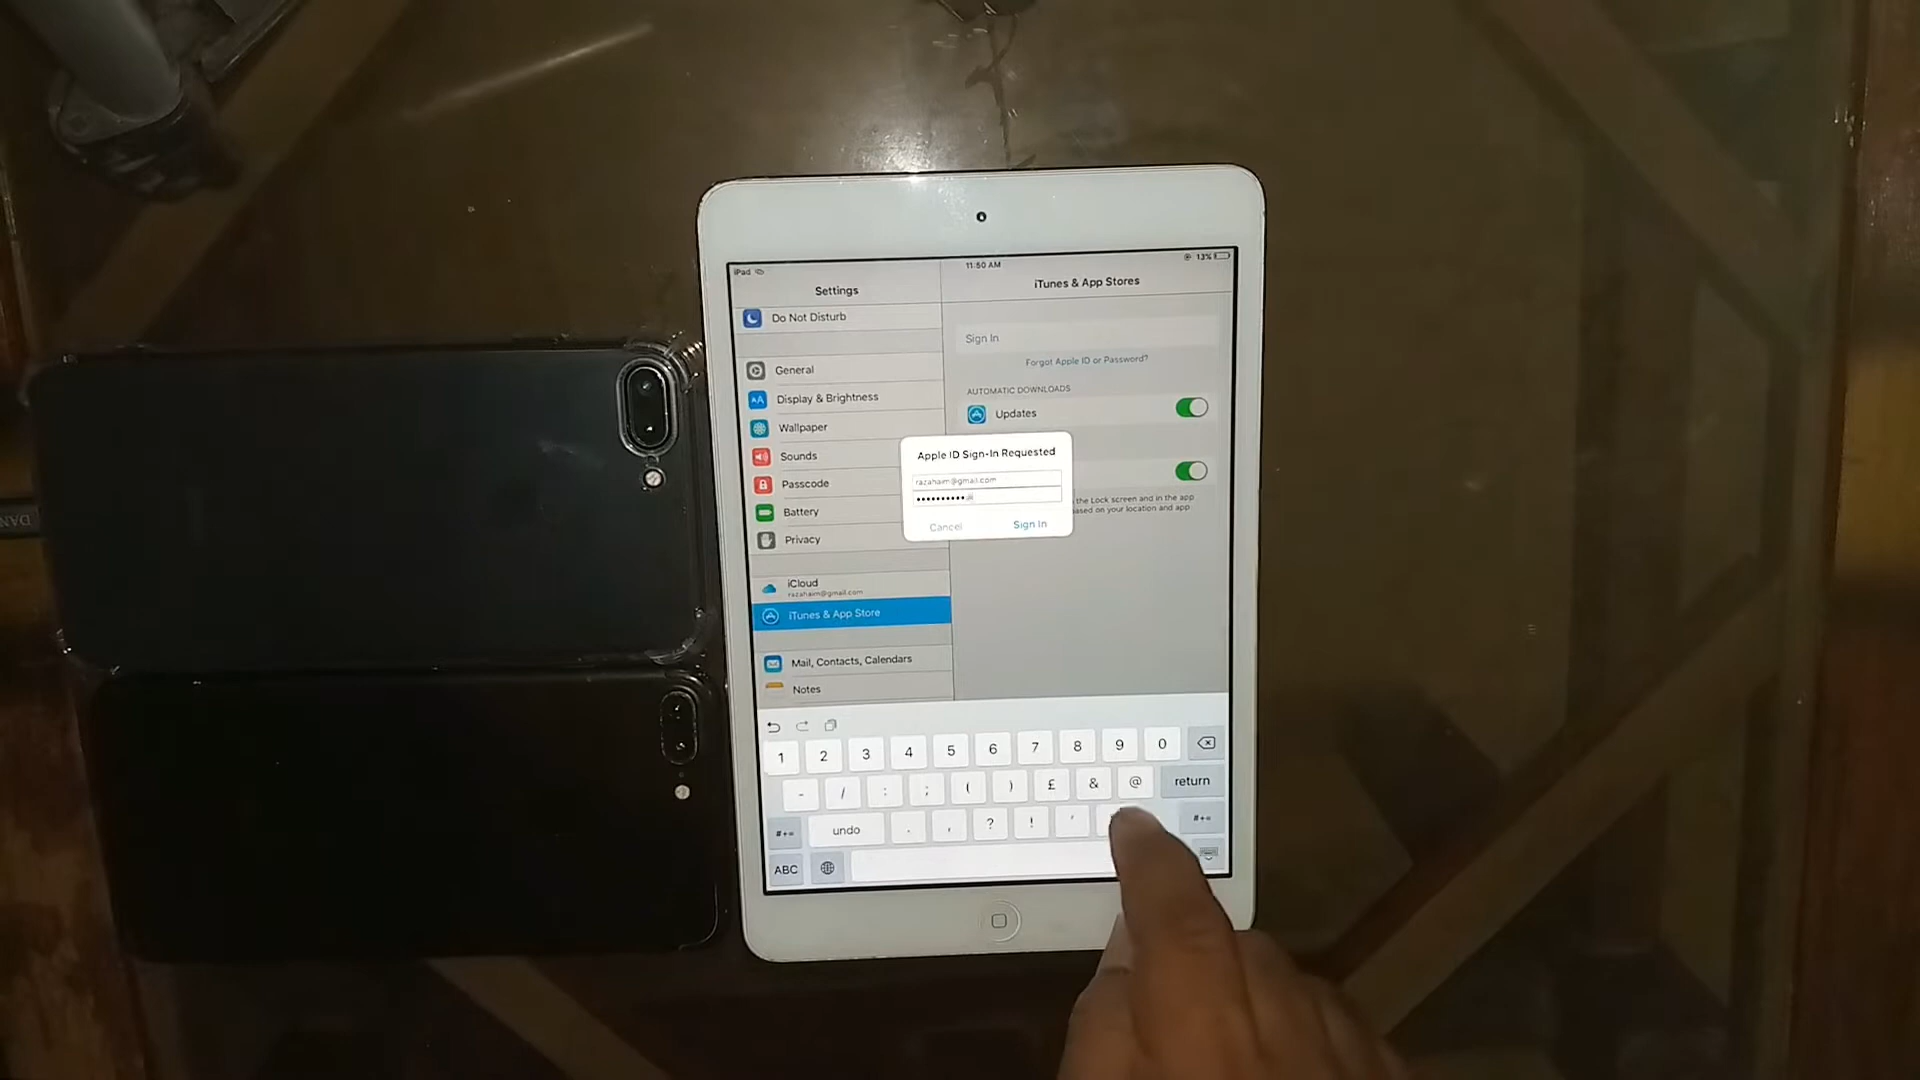 iPad
11:50 AM
13%
Settings
iTunes & App Stores
Do Not Disturb
General
Display & Brightness
Wallpaper
Sounds
Passcode
Battery
Privacy
iCloud
razahaim@gmail.com
iTunes & App Store
Mail, Contacts, Calendars
Notes
Sign In
Forgot Apple ID or Password?
AUTOMATIC DOWNLOADS
Updates
the Lock screen and in the app
based on your location and app
Apple ID Sign-In Requested
razahaim@gmail.com
Cancel
Sign In
1 2 3 4 5 6 7 8 9 0
- / : ; ( ) £ & @ return
#+= undo . , ? ! ' #+=
ABC
DAN